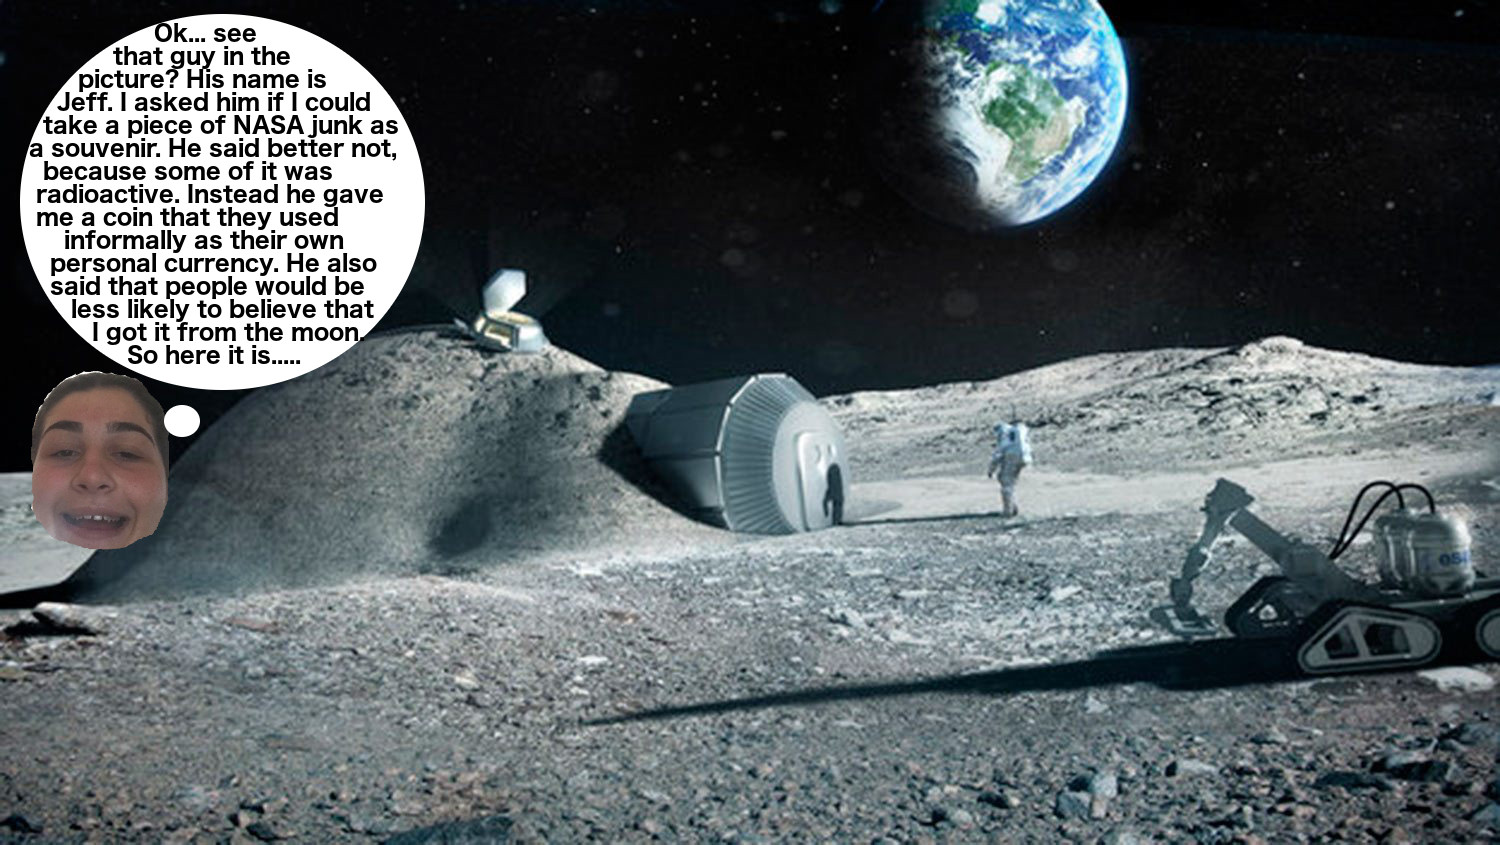 Ok... see
that guy in the
picture? His name is
Jeff. I asked him if I could
take a piece of NASA junk as
a souvenir. He said better not,
because some of it was
radioactive. Instead he gave
me a coin that they used
informally as their own
personal currency. He also
said that people would be
less likely to believe that
I got it from the moon.
So here it is.....